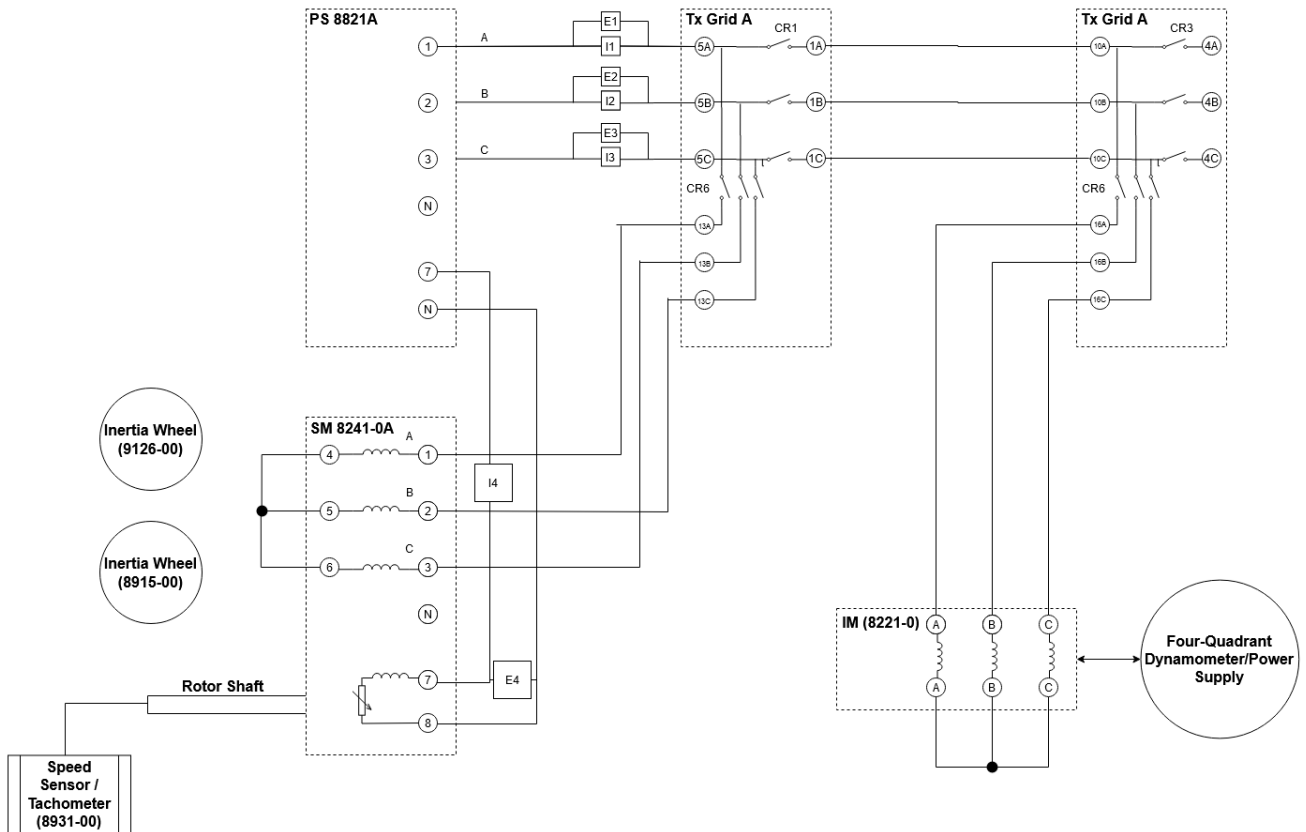 PS 8821A
1
A
E1
I1
2
B
E2
I2
3
C
E3
I3
N
7
N
Tx Grid A
5A
CR1
1A
5B
1B
5C
1C
CR6
13A
13B
13C
Tx Grid A
10A
CR3
4A
10B
4B
10C
4C
CR6
16A
16B
16C
Inertia Wheel
(9126-00)
Inertia Wheel
(8915-00)
SM 8241-0A
4
A
1
5
B
2
6
C
3
N
7
8
I4
E4
Rotor Shaft
Speed
Sensor /
Tachometer
(8931-00)
IM (8221-0)
A
B
C
A
B
C
Four-Quadrant
Dynamometer/Power
Supply